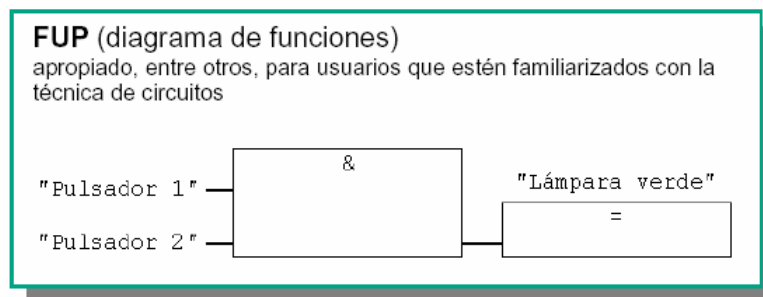 FUP (diagrama de funciones)
apropiado, entre otros, para usuarios que estén familiarizados con la
técnica de circuitos
&
"Pulsador 1"
"Lámpara verde"
=
"Pulsador 2"